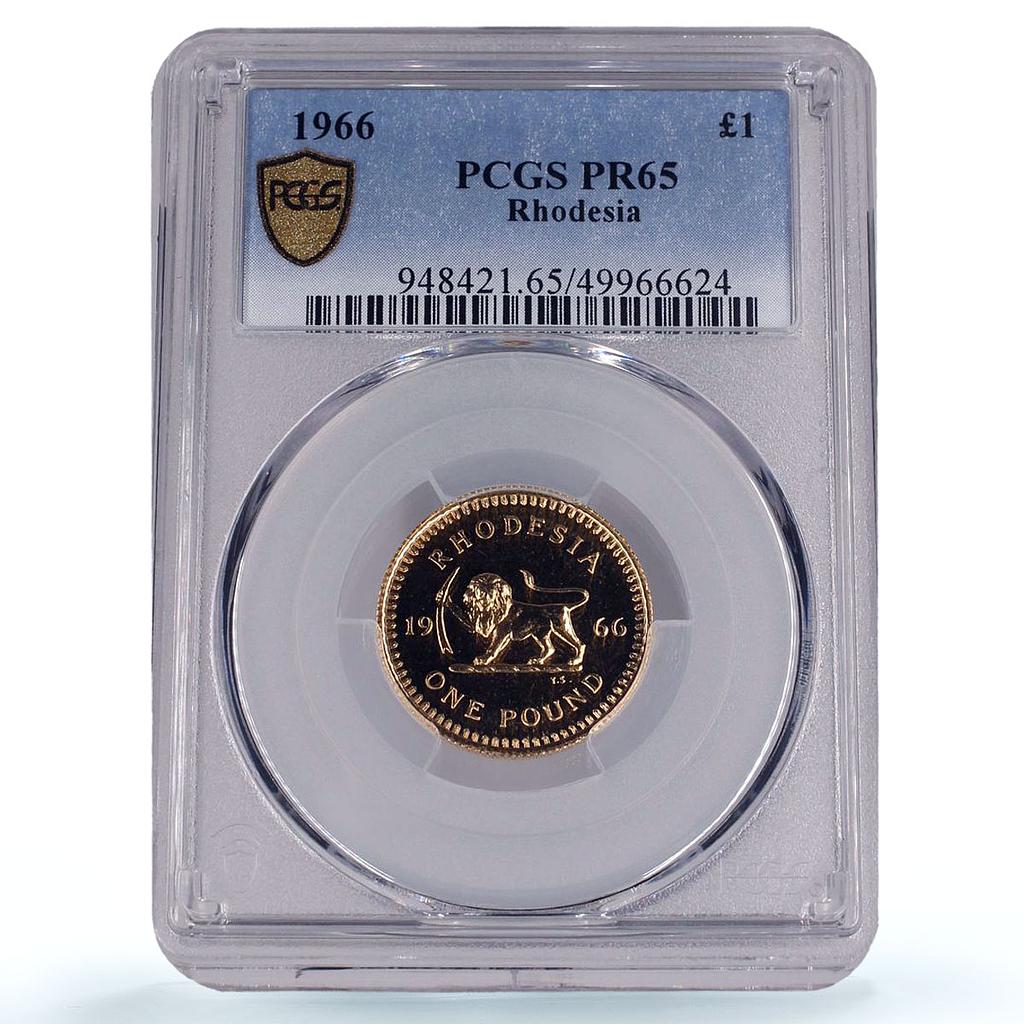 1966 £1
PCGS PR65
PCGS
Rhodesia
948421.65/49966624
RHODESIA
19 66
T.S
ONE POUND